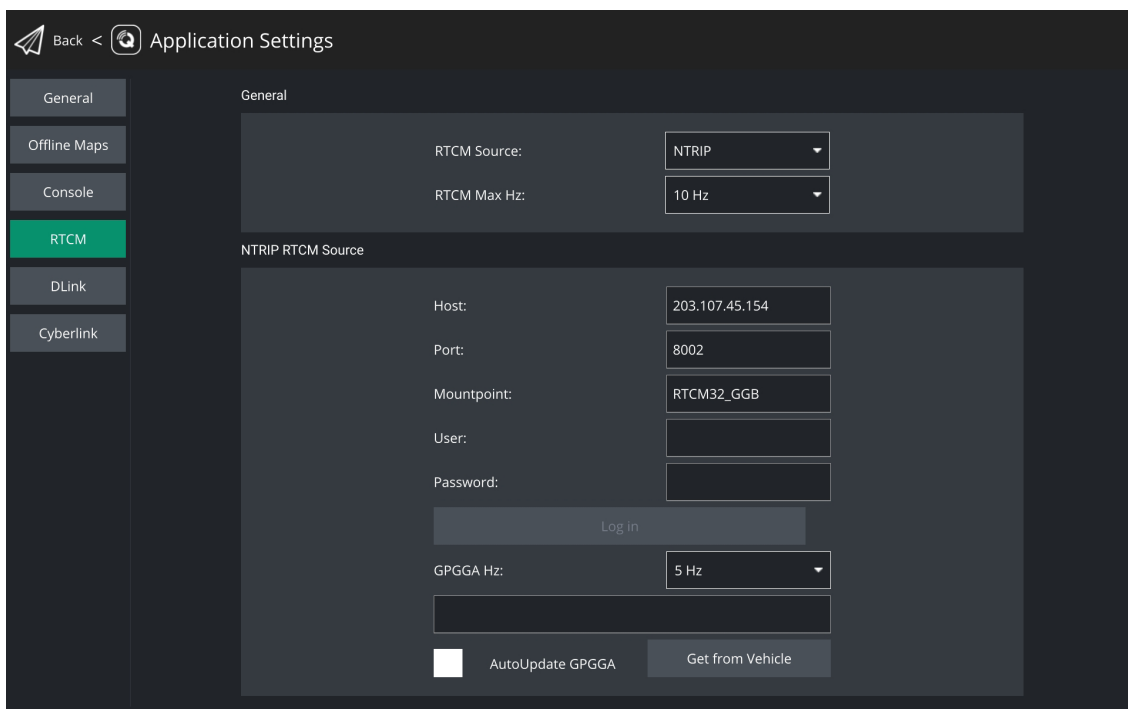 Back < Application Settings
General
Offline Maps
Console
RTCM
DLink
Cyberlink
General
RTCM Source: NTRIP
RTCM Max Hz: 10 Hz
NTRIP RTCM Source
Host: 203.107.45.154
Port: 8002
Mountpoint: RTCM32_GGB
User:
Password:
Log in
GPGGA Hz: 5 Hz
AutoUpdate GPGGA Get from Vehicle